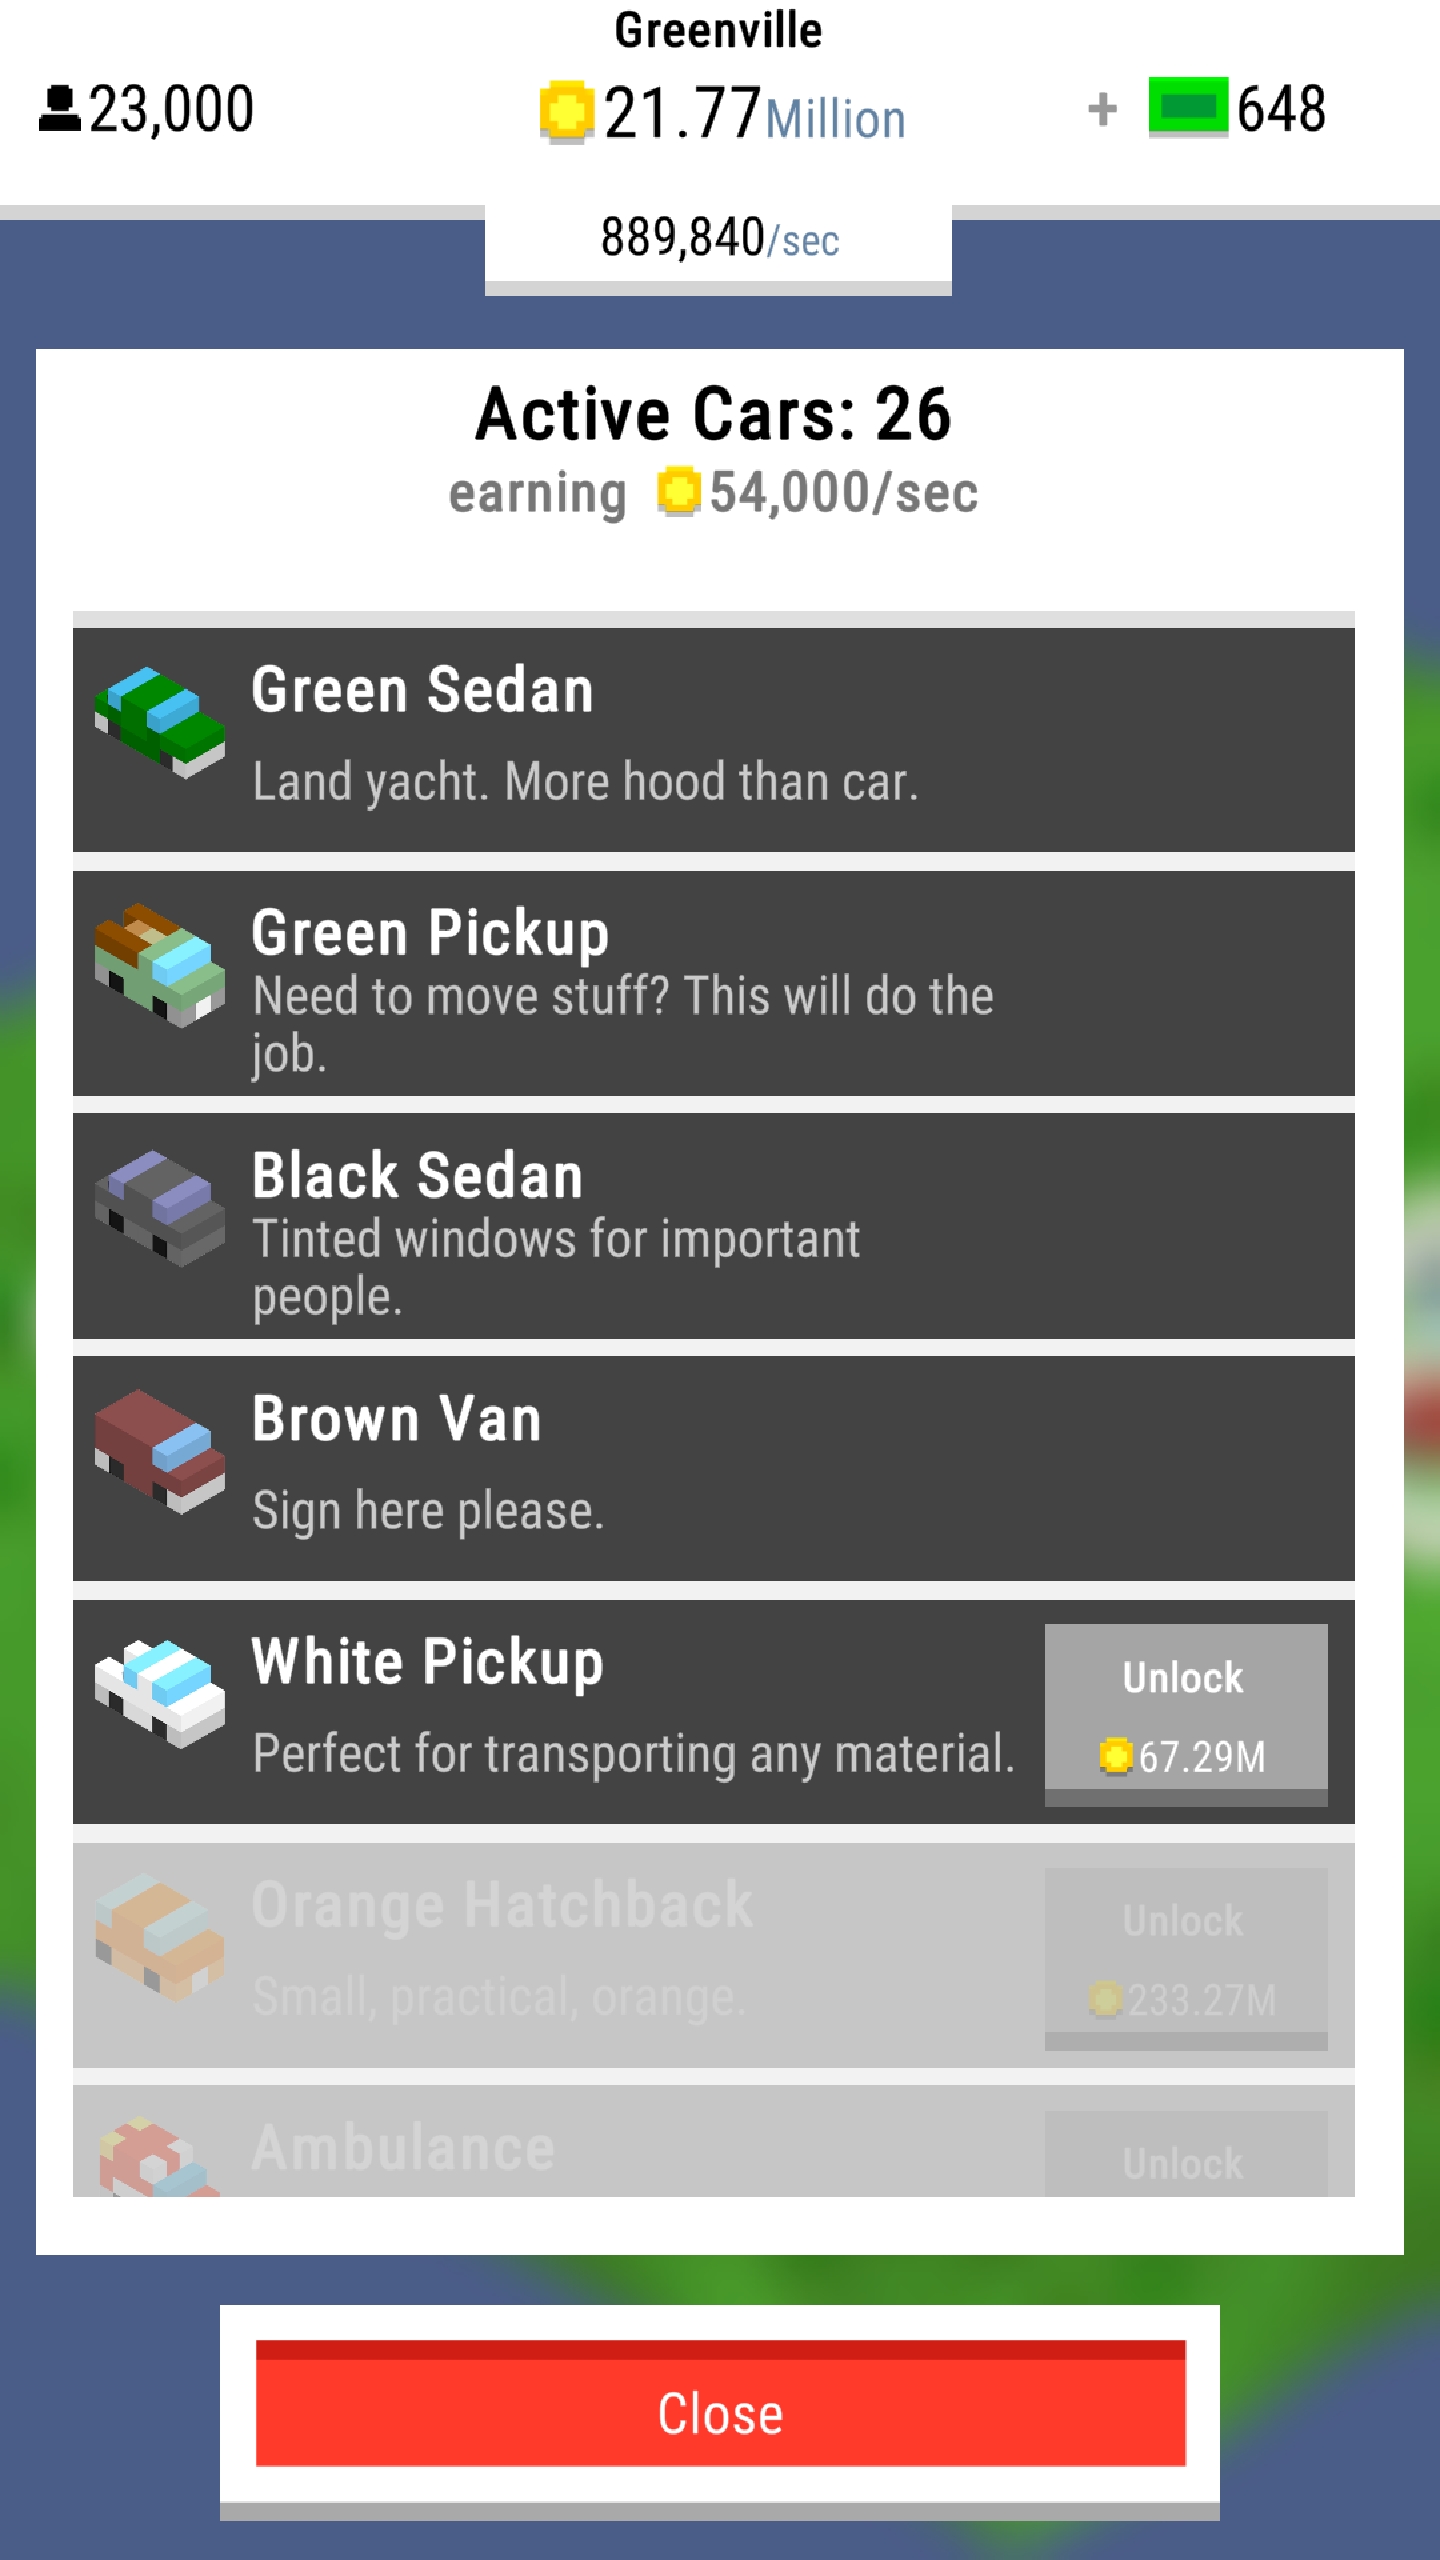 Greenville
23,000
21.77Million
+ 648
889,840/sec
Active Cars: 26
earning 54,000/sec
Green Sedan
Land yacht. More hood than car.
Green Pickup
Need to move stuff? This will do the
job.
Black Sedan
Tinted windows for important
people.
Brown Van
Sign here please.
White Pickup
Perfect for transporting any material.
Unlock
67.29M
Orange Hatchback
Small, practical, orange.
Unlock
233.27M
Ambulance
Unlock
Close